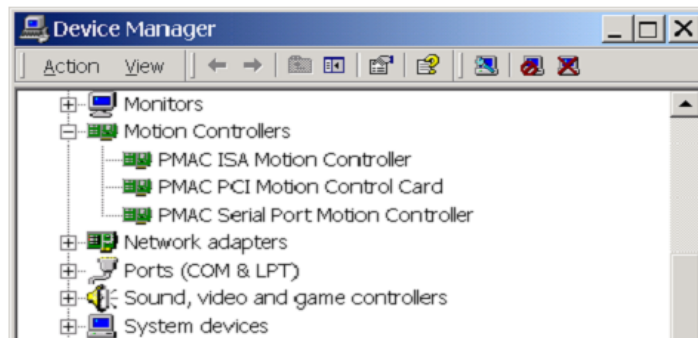 Device Manager
Action View
Monitors
Motion Controllers
PMAC ISA Motion Controller
PMAC PCI Motion Control Card
PMAC Serial Port Motion Controller
Network adapters
Ports (COM & LPT)
Sound, video and game controllers
System devices